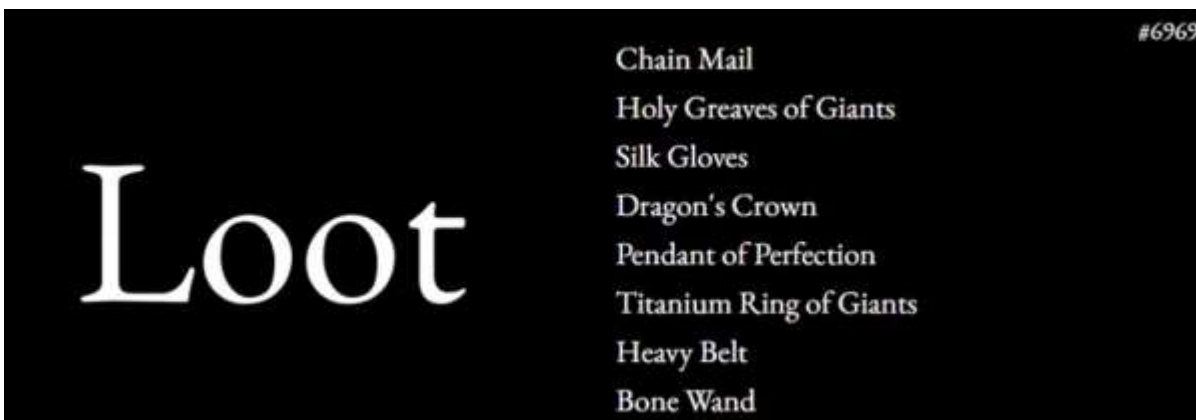 #6969
Loot
Chain Mail
Holy Greaves of Giants
Silk Gloves
Dragon's Crown
Pendant of Perfection
Titanium Ring of Giants
Heavy Belt
Bone Wand